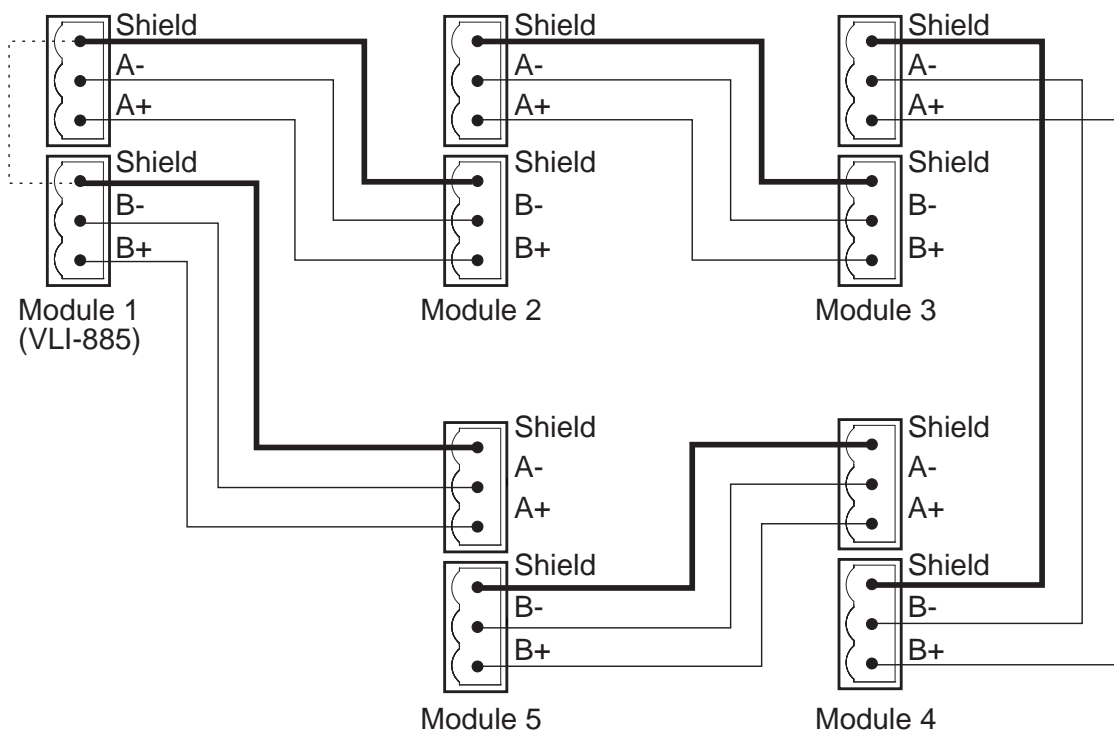 Shield
A-
A+
Shield
B-
B+
Module 1
(VLI-885)
Shield
A-
A+
Shield
B-
B+
Module 2
Shield
A-
A+
Shield
B-
B+
Module 3
Shield
A-
A+
Shield
B-
B+
Module 5
Shield
A-
A+
Shield
B-
B+
Module 4